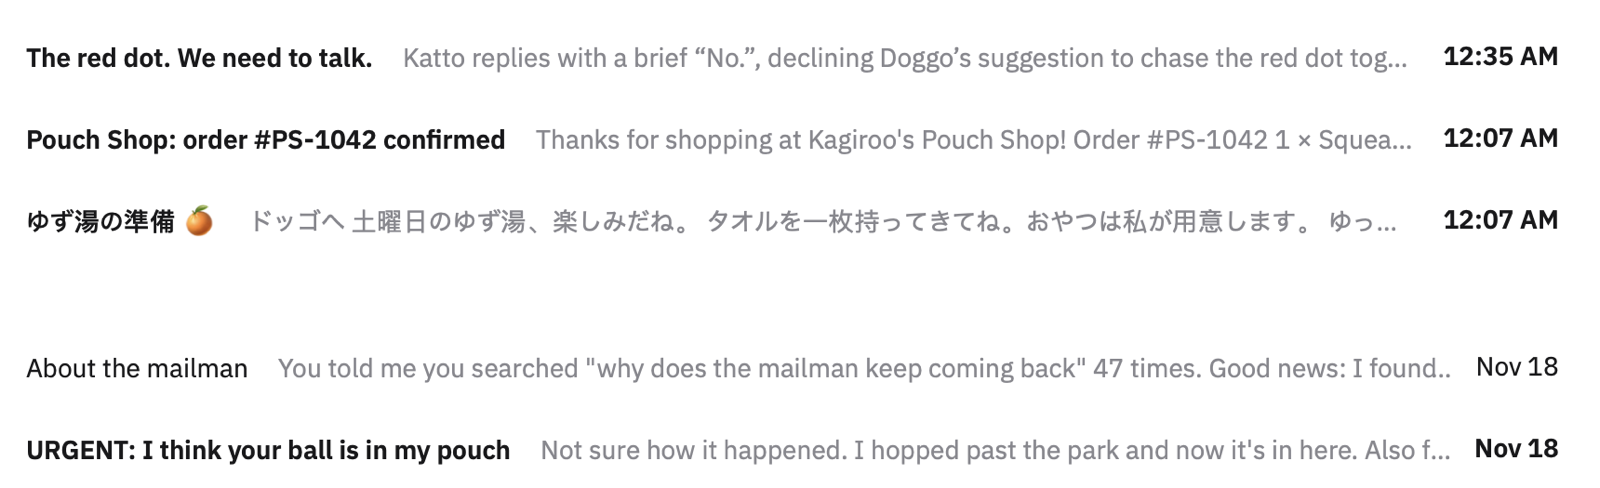 The red dot. We need to talk. Katto replies with a brief “No.”, declining Doggo’s suggestion to chase the red dot tog... 12:35 AM
Pouch Shop: order #PS-1042 confirmed Thanks for shopping at Kagiroo's Pouch Shop! Order #PS-1042 1 × Squea... 12:07 AM
ゆず湯の準備 🍊 ドッゴへ 土曜日のゆず湯、楽しみだね。 タオルを一枚持ってきてね。おやつは私が用意します。 ゆっ... 12:07 AM
About the mailman You told me you searched "why does the mailman keep coming back" 47 times. Good news: I found.. Nov 18
URGENT: I think your ball is in my pouch Not sure how it happened. I hopped past the park and now it's in here. Also f... Nov 18